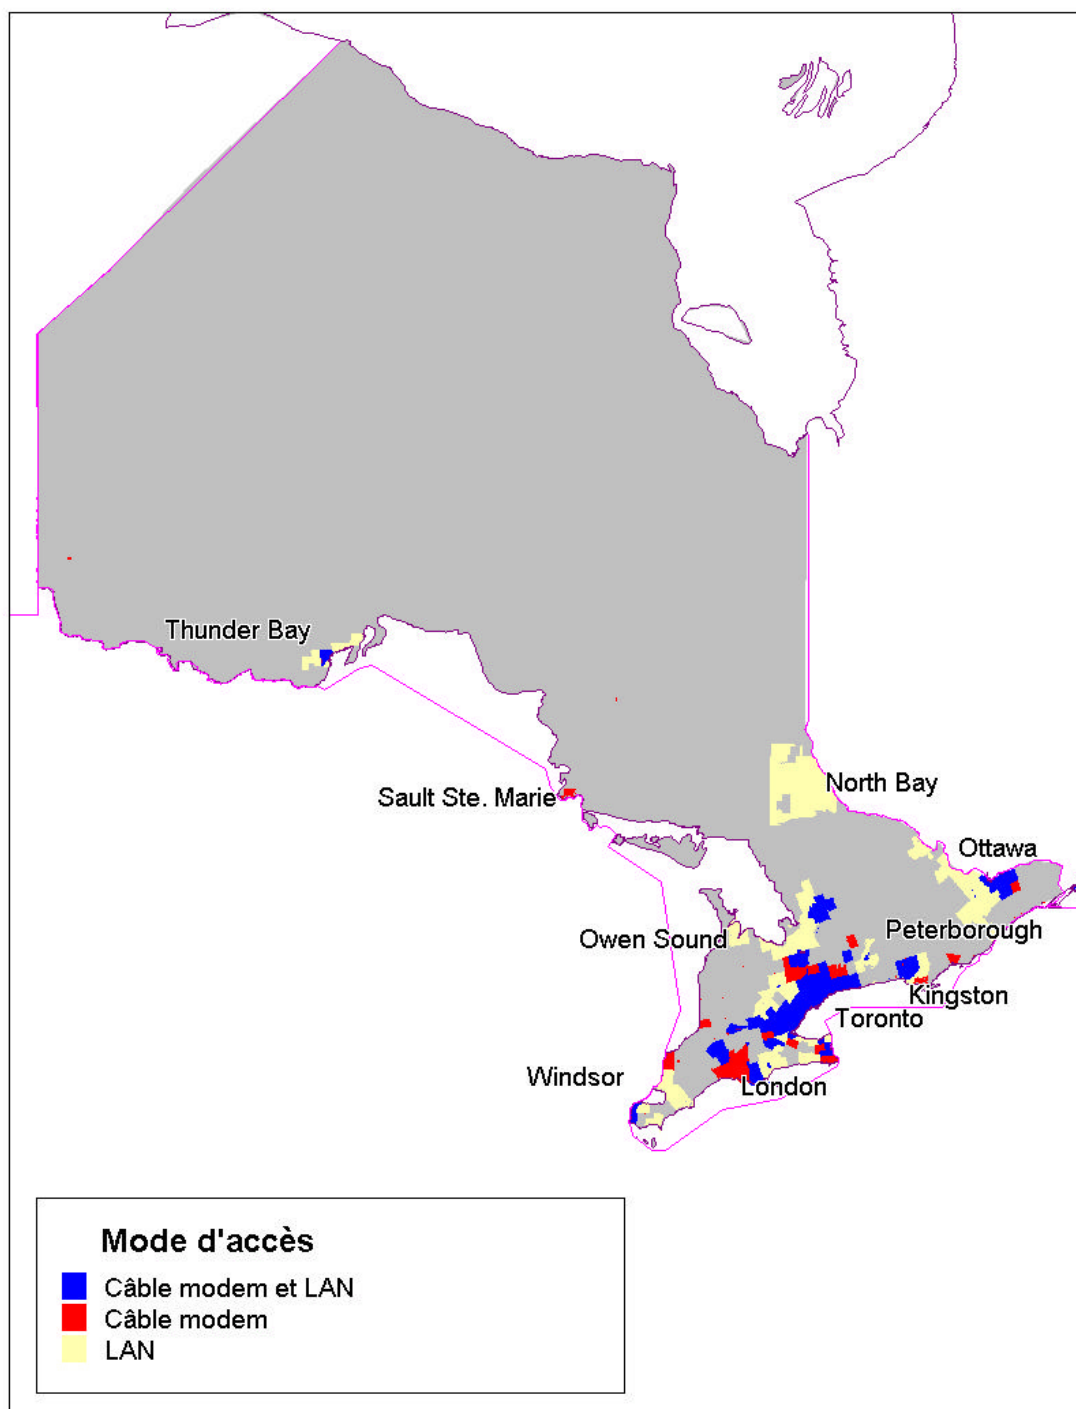 Thunder Bay
Sault Ste. Marie
North Bay
Ottawa
Peterborough
Owen Sound
Kingston
Toronto
Windsor
London
Mode d'accès
Câble modem et LAN
Câble modem
LAN